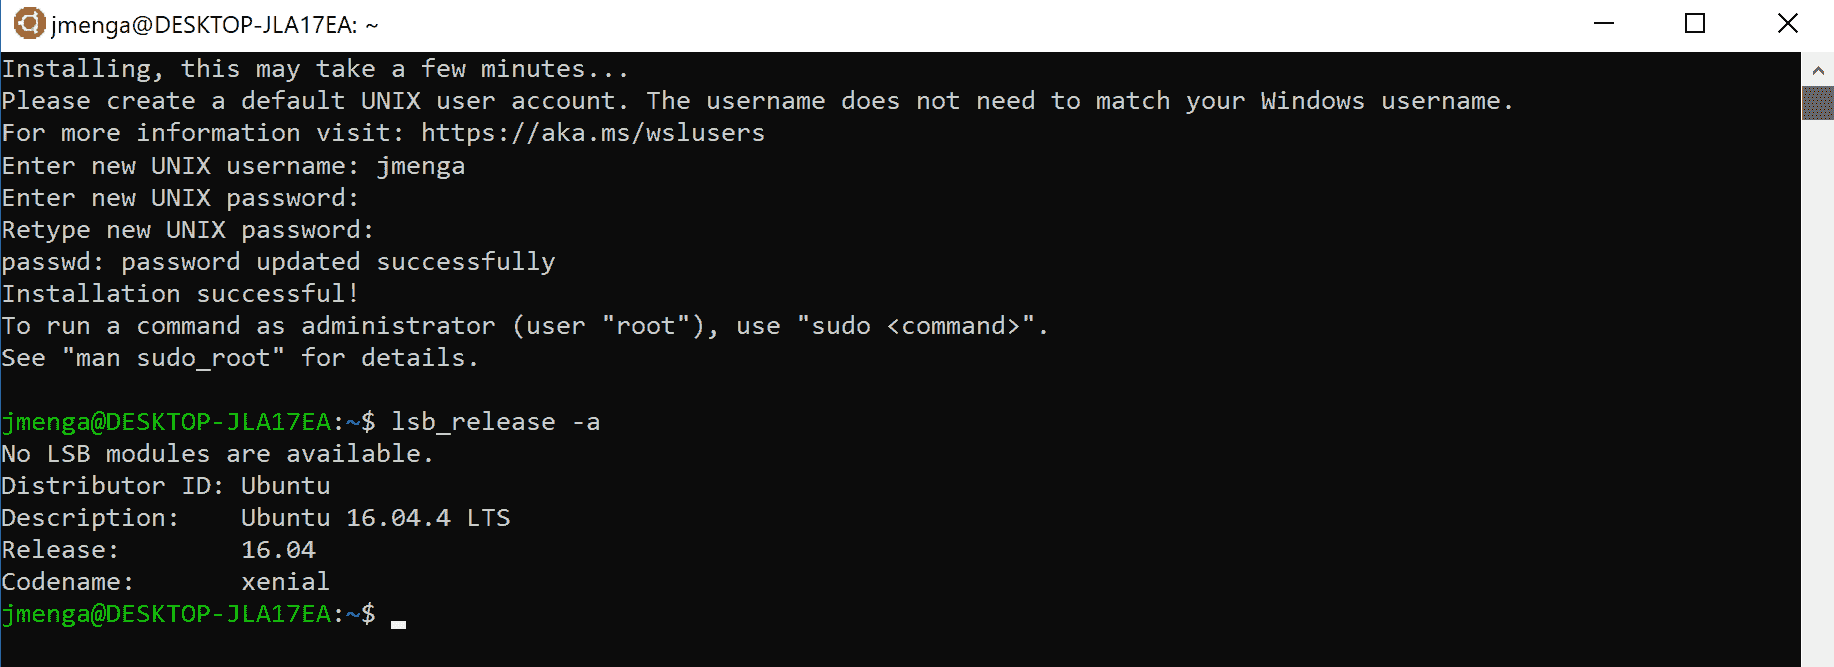 jmenga@DESKTOP-JLA17EA: ~
Installing, this may take a few minutes...
Please create a default UNIX user account. The username does not need to match your Windows username.
For more information visit: https://aka.ms/wslusers
Enter new UNIX username: jmenga
Enter new UNIX password:
Retype new UNIX password:
passwd: password updated successfully
Installation successful!
To run a command as administrator (user "root"), use "sudo <command>".
See "man sudo_root" for details.
jmenga@DESKTOP-JLA17EA:~$ lsb_release -a
No LSB modules are available.
Distributor ID: Ubuntu
Description:    Ubuntu 16.04.4 LTS
Release:        16.04
Codename:       xenial
jmenga@DESKTOP-JLA17EA:~$